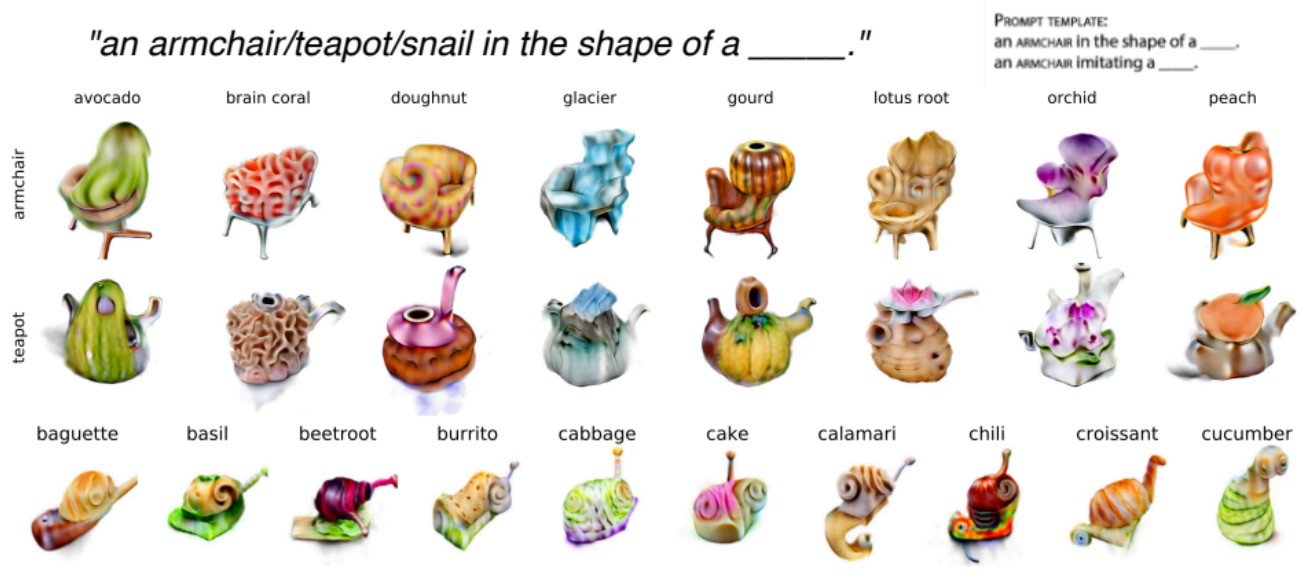 "an armchair/teapot/snail in the shape of a _____."
PROMPT TEMPLATE:
an ARMCHAIR in the shape of a ____.
an ARMCHAIR imitating a ____.
avocado brain coral doughnut glacier gourd lotus root orchid peach
armchair
teapot
baguette basil beetroot burrito cabbage cake calamari chili croissant cucumber